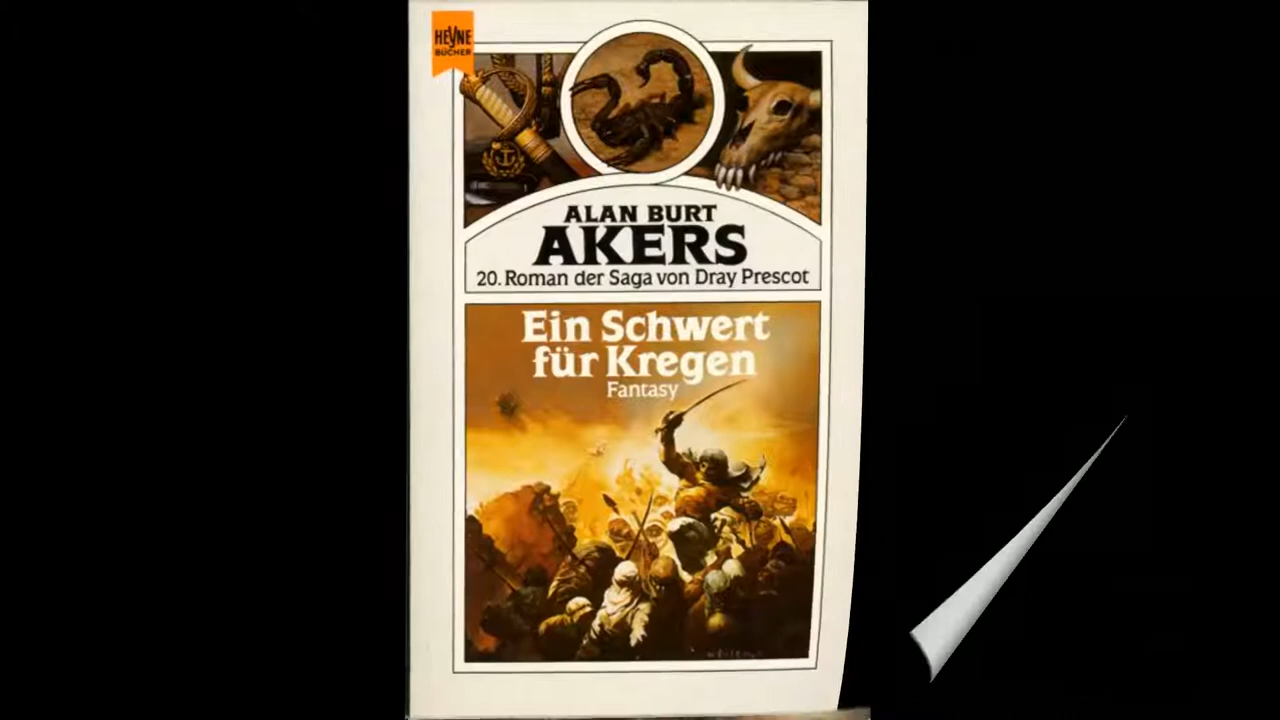 HEYNE
BÜCHER
ALAN BURT
AKERS
20. Roman der Saga von Dray Prescot
Ein Schwert
für Kregen
Fantasy